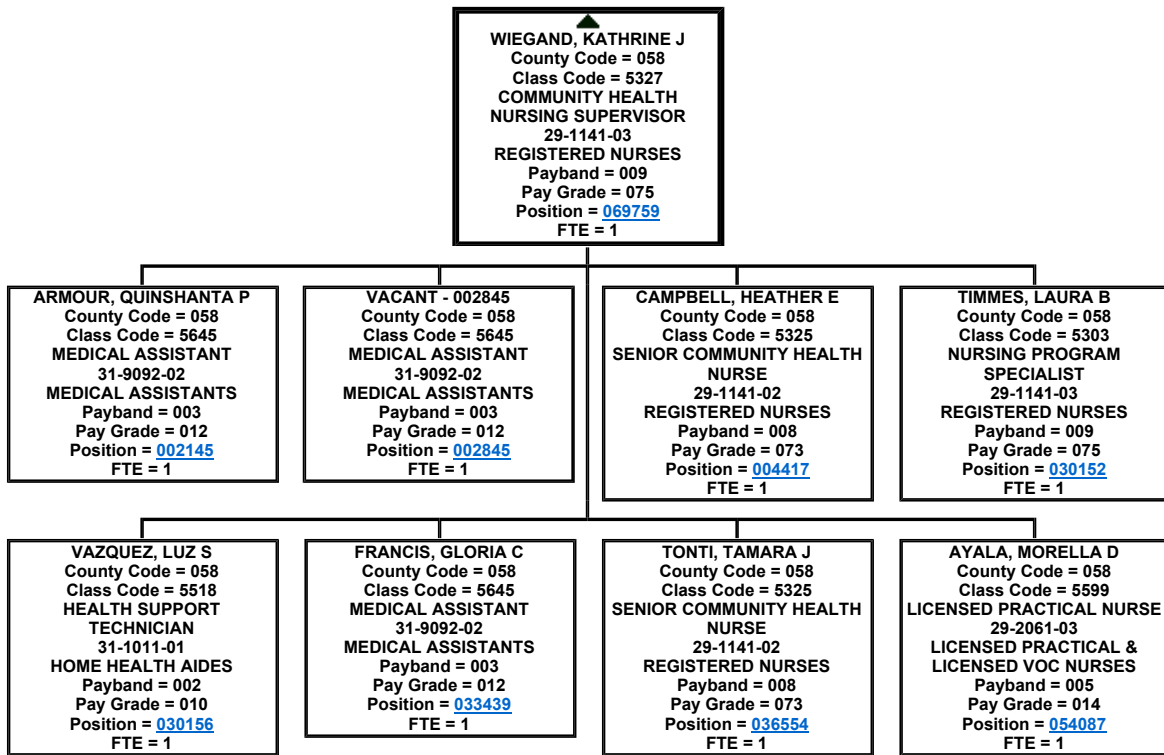 WIEGAND, KATHRINE J
County Code = 058
Class Code = 5327
COMMUNITY HEALTH
NURSING SUPERVISOR
29-1141-03
REGISTERED NURSES
Payband = 009
Pay Grade = 075
Position = 069759
FTE = 1
ARMOUR, QUINSHANTA P
County Code = 058
Class Code = 5645
MEDICAL ASSISTANT
31-9092-02
MEDICAL ASSISTANTS
Payband = 003
Pay Grade = 012
Position = 002145
FTE = 1
VACANT - 002845
County Code = 058
Class Code = 5645
MEDICAL ASSISTANT
31-9092-02
MEDICAL ASSISTANTS
Payband = 003
Pay Grade = 012
Position = 002845
FTE = 1
CAMPBELL, HEATHER E
County Code = 058
Class Code = 5325
SENIOR COMMUNITY HEALTH
NURSE
29-1141-02
REGISTERED NURSES
Payband = 008
Pay Grade = 073
Position = 004417
FTE = 1
TIMMES, LAURA B
County Code = 058
Class Code = 5303
NURSING PROGRAM
SPECIALIST
29-1141-03
REGISTERED NURSES
Payband = 009
Pay Grade = 075
Position = 030152
FTE = 1
VAZQUEZ, LUZ S
County Code = 058
Class Code = 5518
HEALTH SUPPORT
TECHNICIAN
31-1011-01
HOME HEALTH AIDES
Payband = 002
Pay Grade = 010
Position = 030156
FTE = 1
FRANCIS, GLORIA C
County Code = 058
Class Code = 5645
MEDICAL ASSISTANT
31-9092-02
MEDICAL ASSISTANTS
Payband = 003
Pay Grade = 012
Position = 033439
FTE = 1
TONTI, TAMARA J
County Code = 058
Class Code = 5325
SENIOR COMMUNITY HEALTH
NURSE
29-1141-02
REGISTERED NURSES
Payband = 008
Pay Grade = 073
Position = 036554
FTE = 1
AYALA, MORELLA D
County Code = 058
Class Code = 5599
LICENSED PRACTICAL NURSE
29-2061-03
LICENSED PRACTICAL &
LICENSED VOC NURSES
Payband = 005
Pay Grade = 014
Position = 054087
FTE = 1